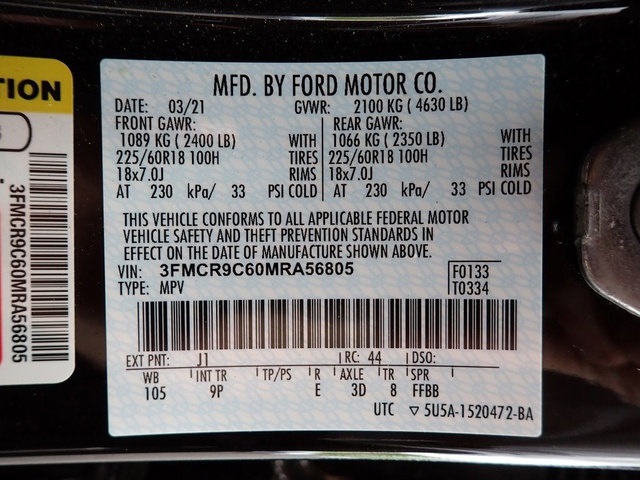 MFD. BY FORD MOTOR CO.
DATE: 03/21 GVWR: 2100 KG ( 4630 LB)
FRONT GAWR: REAR GAWR:
1089 KG ( 2400 LB) WITH 1066 KG ( 2350 LB) WITH
225/60R18 100H TIRES 225/60R18 100H TIRES
18x7.0J RIMS 18x7.0J RIMS
AT 230 kPa/ 33 PSI COLD AT 230 kPa/ 33 PSI COLD
THIS VEHICLE CONFORMS TO ALL APPLICABLE FEDERAL MOTOR
VEHICLE SAFETY AND THEFT PREVENTION STANDARDS IN
EFFECT ON THE DATE OF MANUFACTURE SHOWN ABOVE.
VIN: 3FMCR9C60MRA56805 F0133
TYPE: MPV T0334
EXT PNT: J1 RC: 44 DSO:
WB INT TR TP/PS R AXLE TR SPR
105 9P E 3D 8 FFBB
UTC ▽ 5U5A-1520472-BA
TION
3FMCR9C60MRA56805